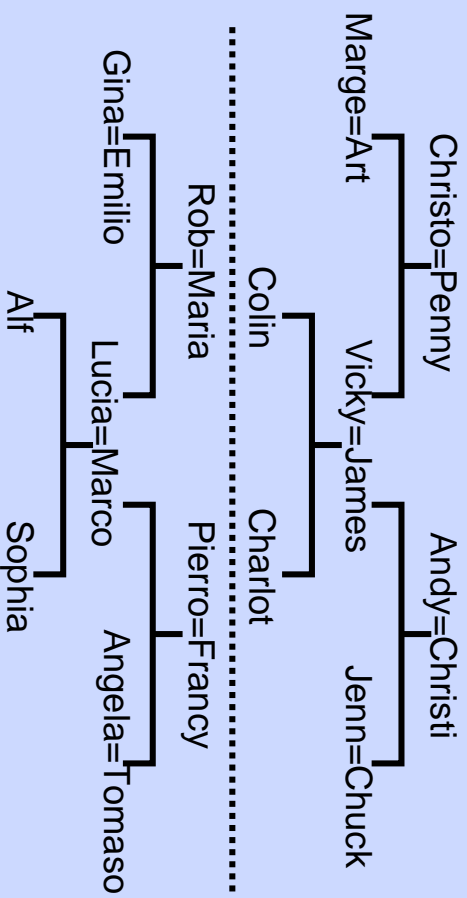 Christo=Penny Andy=Christi
Marge=Art Vicky=James Jenn=Chuck
Colin Charlot
Rob=Maria Pierro=Francy
Gina=Emilio Lucia=Marco Angela=Tomaso
Alf Sophia